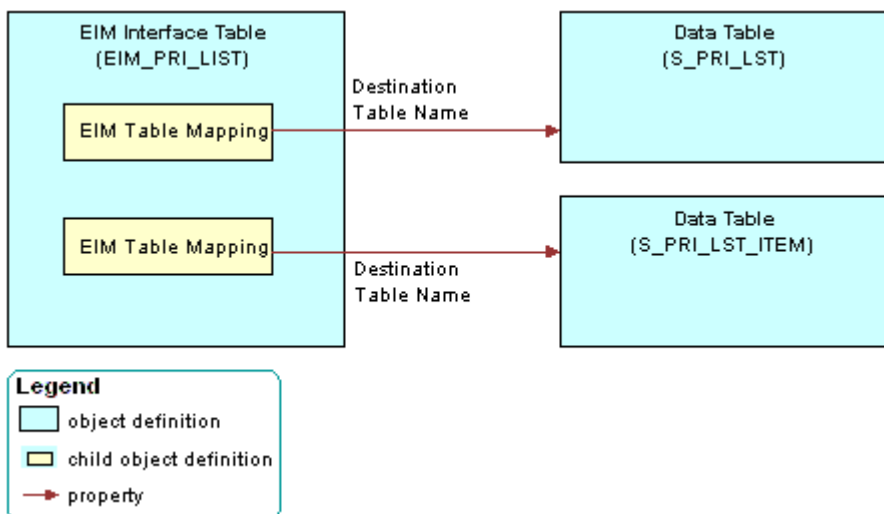 EIM Interface Table
(EIM_PRI_LIST)
EIM Table Mapping
EIM Table Mapping
Destination
Table Name
Destination
Table Name
Data Table
(S_PRI_LST)
Data Table
(S_PRI_LST_ITEM)
Legend
object definition
child object definition
property